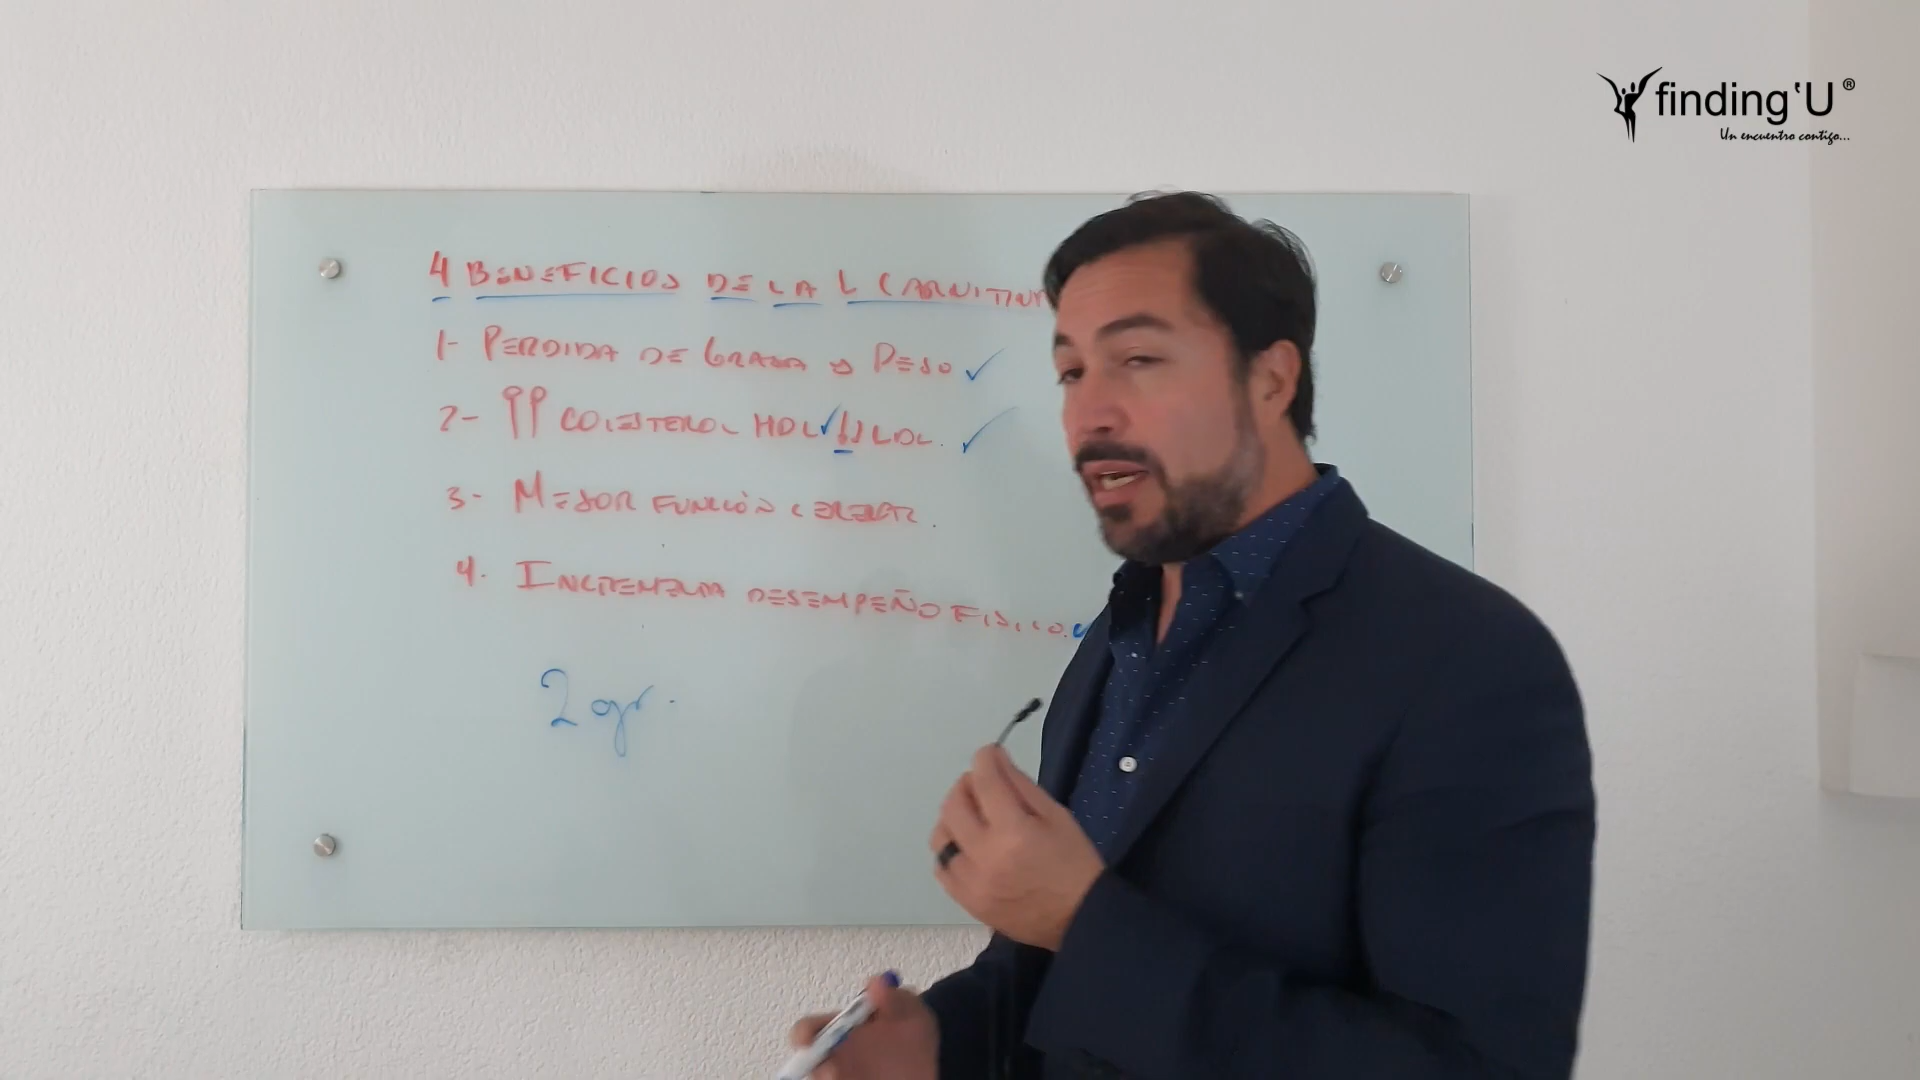 finding'U®
Un encuentro contigo...
4 BENEFICIOS DE LA L CARNITINA
1- PERDIDA DE GRASA Y PESO ✓
2- ↑↑ COLESTEROL HDL ✓ ↓↓ LDL. ✓
3- MEJOR FUNCIÓN CEREBRAL.
4. INCREMENTA DESEMPEÑO FISICO.
2 gr.